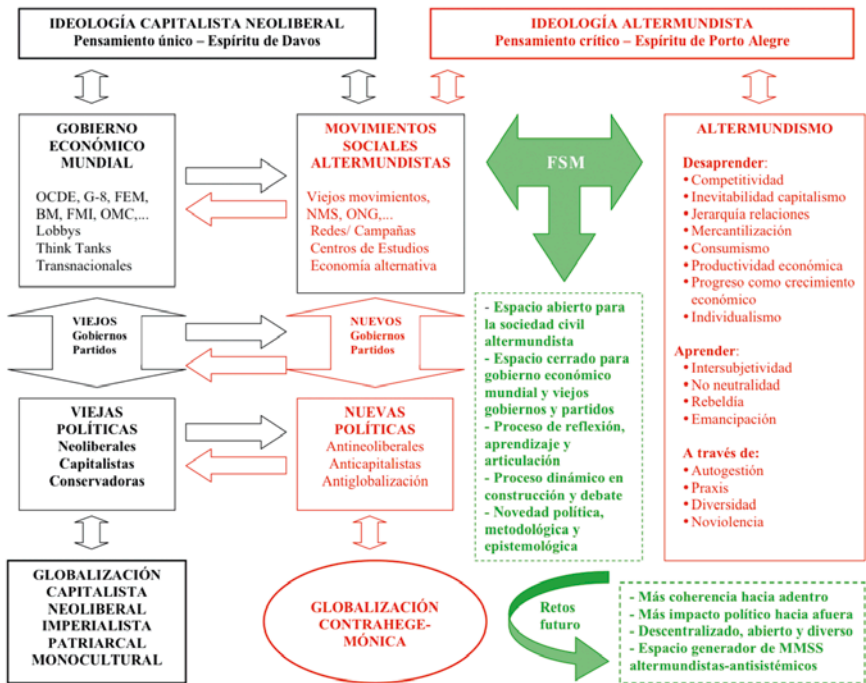 IDEOLOGÍA CAPITALISTA NEOLIBERAL
Pensamiento único – Espíritu de Davos
IDEOLOGÍA ALTERMUNDISTA
Pensamiento crítico – Espíritu de Porto Alegre
GOBIERNO
ECONÓMICO
MUNDIAL
OCDE, G-8, FEM,
BM, FMI, OMC,...
Lobbys
Think Tanks
Transnacionales
MOVIMIENTOS
SOCIALES
ALTERMUNDISTAS
Viejos movimientos,
NMS, ONG,...
Redes/ Campañas
Centros de Estudios
Economía alternativa
FSM
ALTERMUNDISMO
Desaprender:
• Competitividad
• Inevitabilidad capitalismo
• Jerarquía relaciones
• Mercantilización
• Consumismo
• Productividad económica
• Progreso como crecimiento
económico
• Individualismo
Aprender:
• Intersubjetividad
• No neutralidad
• Rebeldía
• Emancipación
A través de:
• Autogestión
• Praxis
• Diversidad
• Noviolencia
VIEJOS
Gobiernos
Partidos
NUEVOS
Gobiernos
Partidos
- Espacio abierto para
la sociedad civil
altermundista
- Espacio cerrado para
gobierno económico
mundial y viejos
gobiernos y partidos
- Proceso de reflexión,
aprendizaje y
articulación
- Proceso dinámico en
construcción y debate
- Novedad política,
metodológica y
epistemológica
VIEJAS
POLÍTICAS
Neoliberales
Capitalistas
Conservadoras
NUEVAS
POLÍTICAS
Antineoliberales
Anticapitalistas
Antiglobalización
GLOBALIZACIÓN
CAPITALISTA
NEOLIBERAL
IMPERIALISTA
PATRIARCAL
MONOCULTURAL
GLOBALIZACIÓN
CONTRAHEGE-
MÓNICA
Retos
futuro
- Más coherencia hacia adentro
- Más impacto político hacia afuera
- Descentralizado, abierto y diverso
- Espacio generador de MMSS
altermundistas-antisistémicos